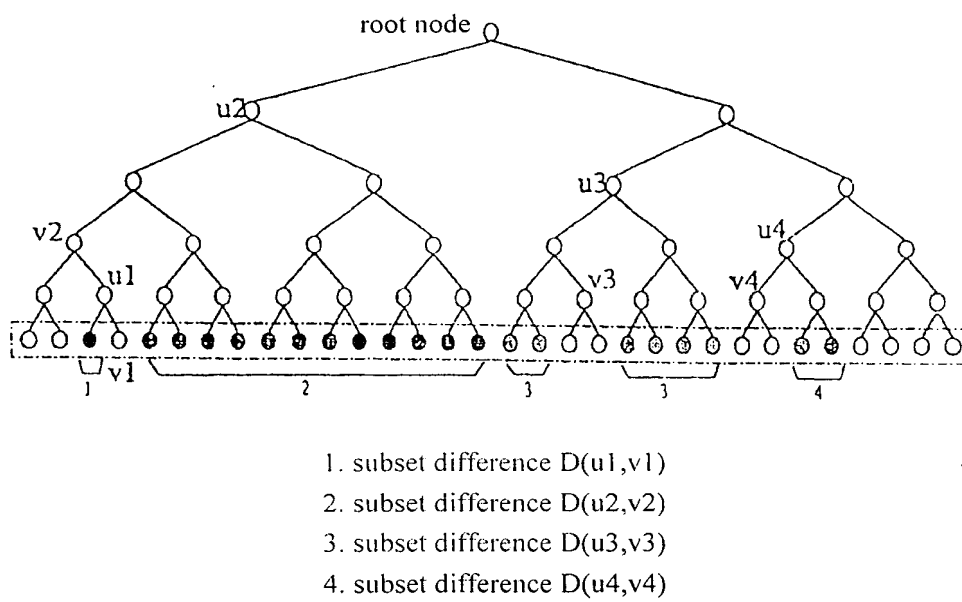 root node
u2
u3
v2
u4
u1
v3
v4
v1
1
2
3
3
4
1. subset difference D(u1,v1)
2. subset difference D(u2,v2)
3. subset difference D(u3,v3)
4. subset difference D(u4,v4)